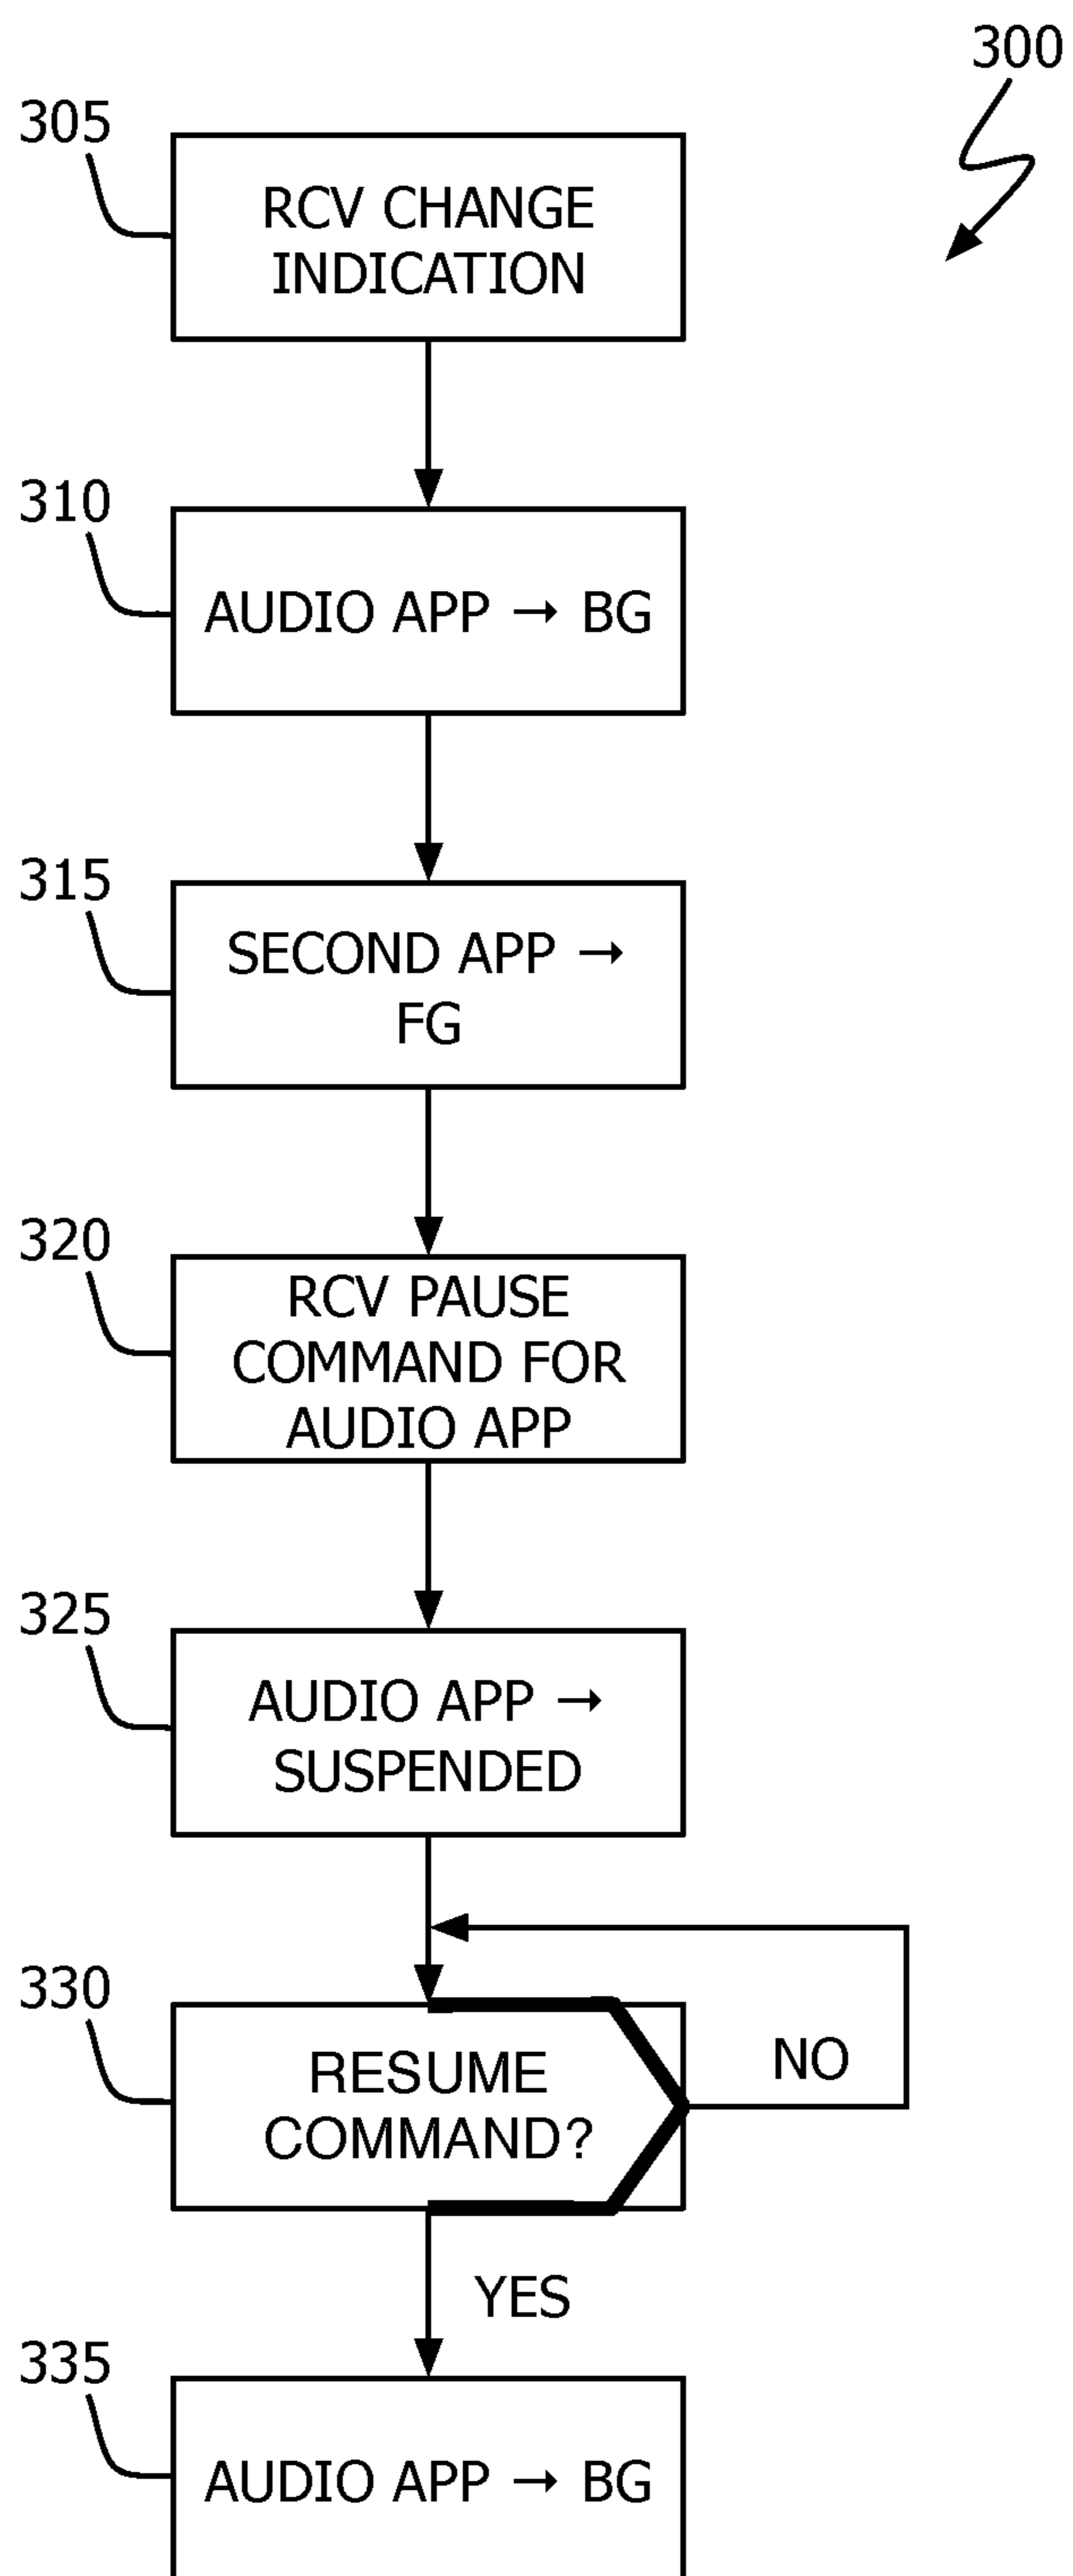 300
305
RCV CHANGE
INDICATION
310
AUDIO APP → BG
315
SECOND APP →
FG
320
RCV PAUSE
COMMAND FOR
AUDIO APP
325
AUDIO APP →
SUSPENDED
330
RESUME
COMMAND?
NO
YES
335
AUDIO APP → BG